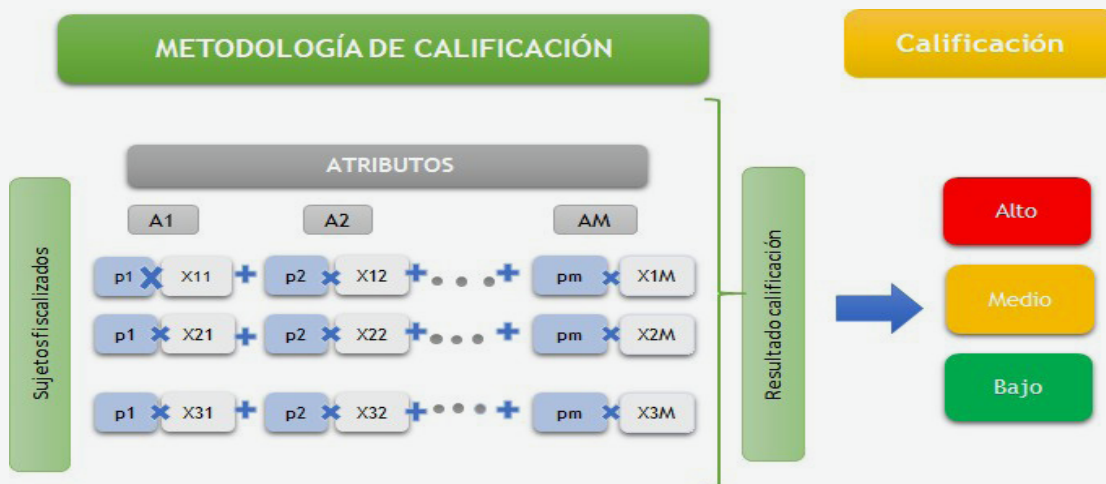 METODOLOGÍA DE CALIFICACIÓN
Calificación
ATRIBUTOS
A1 A2 AM
Sujetos fiscalizados
p1 × X11 + p2 × X12 + • • • + pm × X1M
p1 × X21 + p2 × X22 + • • • + pm × X2M
p1 × X31 + p2 × X32 + • • • + pm × X3M
Resultado calificación
Alto
Medio
Bajo